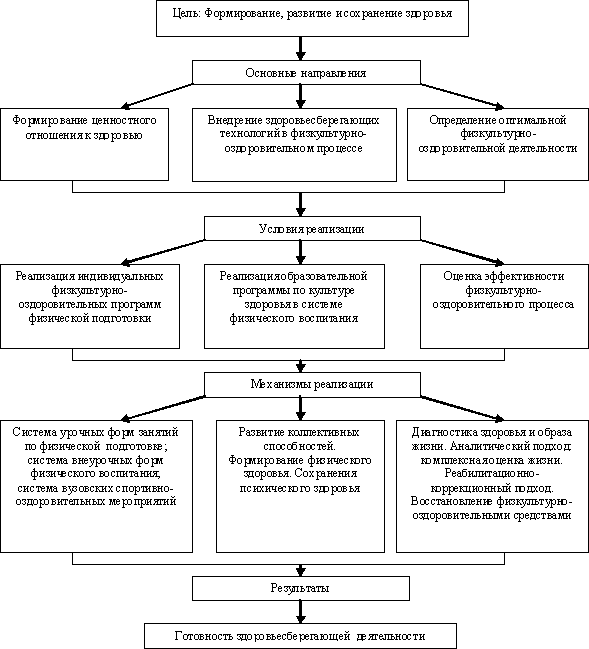 Цель: Формирование, развитие и сохранение здоровья
Основные направления
Формирование ценностного
отношения к здоровью
Внедрение здоровьесберегающих
технологий в физкультурно-
оздоровительном процессе
Определение оптимальной
физкультурно-
оздоровительной деятельности
Условия реализации
Реализация индивидуальных
физкультурно-
оздоровительных программ
физической подготовки
Реализация образовательной
программы по культуре
здоровья в системе
физического воспитания
Оценка эффективности
физкультурно-
оздоровительного процесса
Механизмы реализации
Система урочных форм занятий
по физической подготовке;
система внеурочных форм
физического воспитания;
система вузовских спортивно-
оздоровительных мероприятий
Развитие коллективных
способностей.
Формирование физического
здоровья. Сохранения
психического здоровья
Диагностика здоровья и образа
жизни. Аналитический подход:
комплексная оценка жизни.
Реабилитационно-
коррекционный подход.
Восстановление физкультурно-
оздоровительными средствами
Результаты
Готовность здоровьесберегающей деятельности